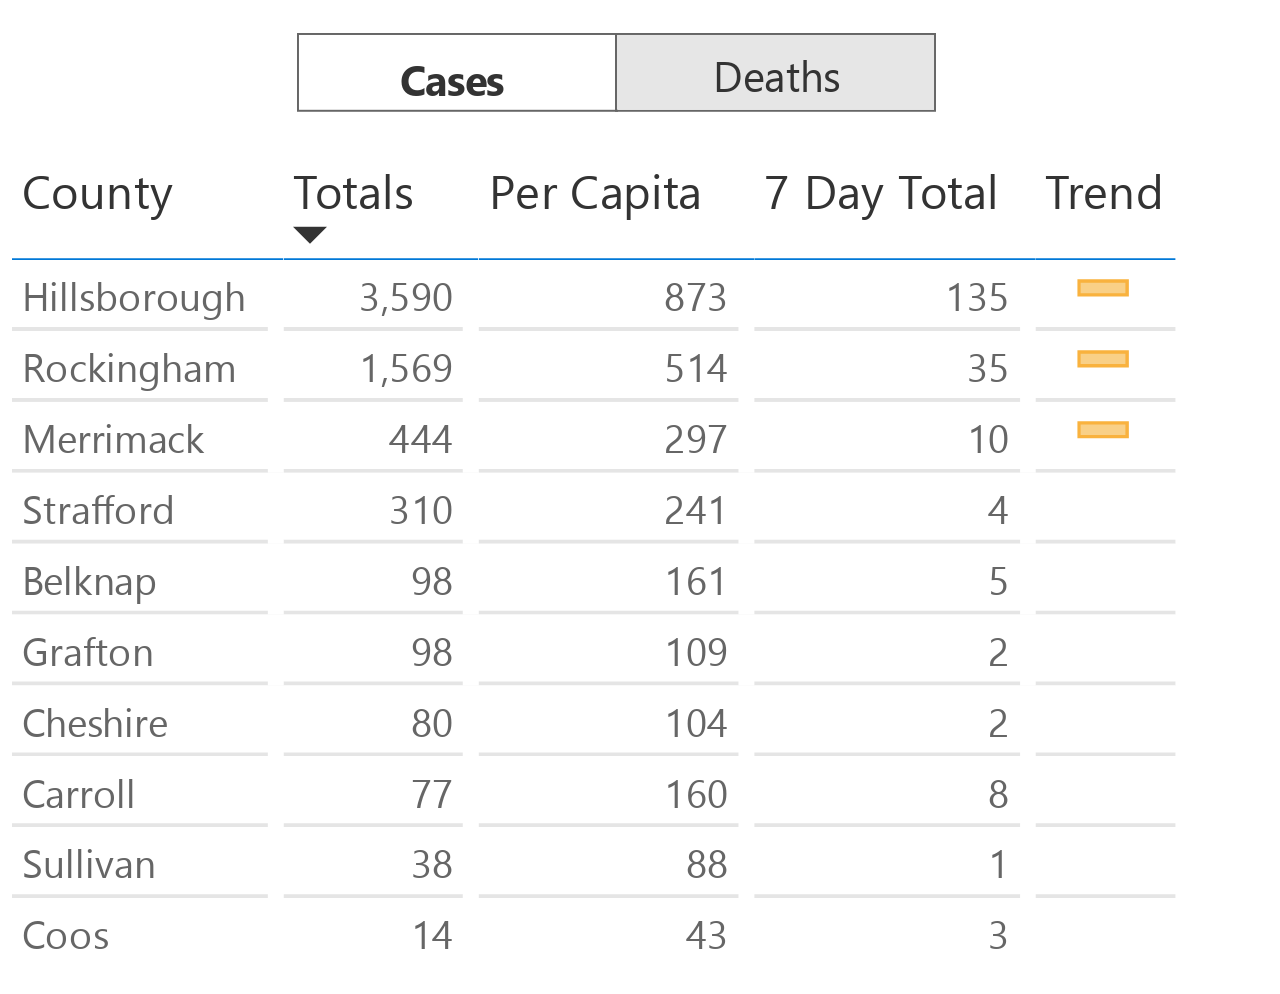 Cases Deaths
County Totals Per Capita 7 Day Total Trend
Hillsborough 3,590 873 135
Rockingham 1,569 514 35
Merrimack 444 297 10
Strafford 310 241 4
Belknap 98 161 5
Grafton 98 109 2
Cheshire 80 104 2
Carroll 77 160 8
Sullivan 38 88 1
Coos 14 43 3